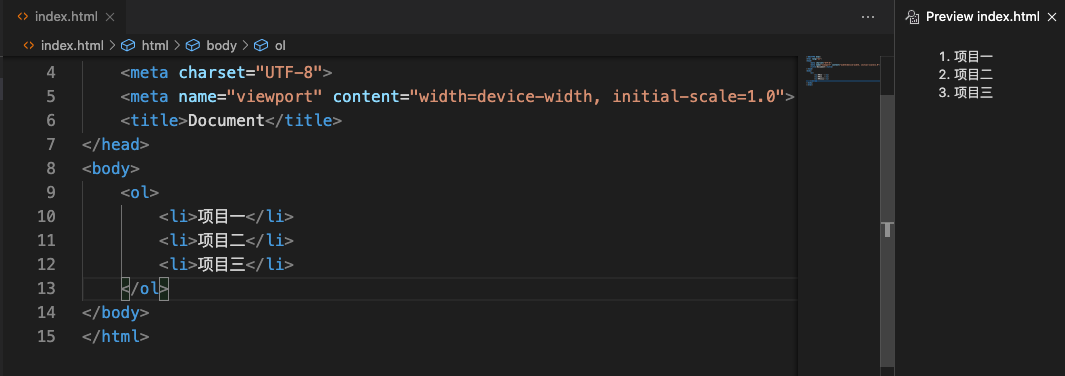 index.html
Preview index.html
index.html > html > body > ol
4 <meta charset="UTF-8">
5 <meta name="viewport" content="width=device-width, initial-scale=1.0">
6 <title>Document</title>
7 </head>
8 <body>
9 <ol>
10 <li>项目一</li>
11 <li>项目二</li>
12 <li>项目三</li>
13 </ol>
14 </body>
15 </html>
1. 项目一
2. 项目二
3. 项目三